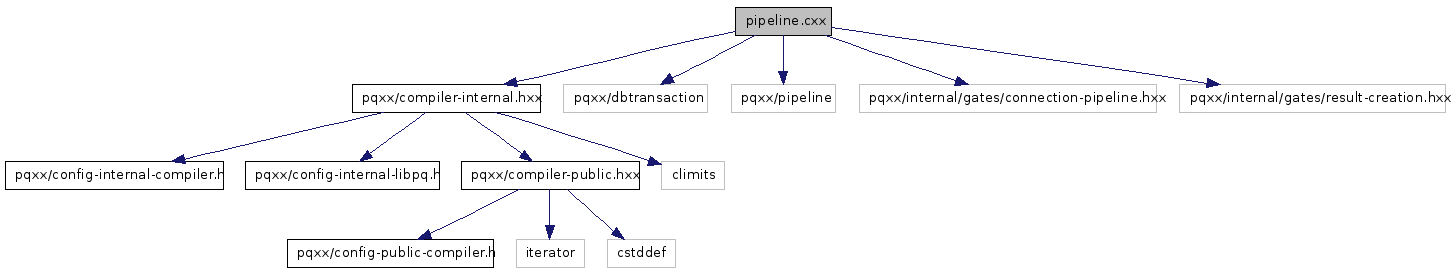 pipeline.cxx
pqxx/compiler-internal.hxx
pqxx/dbtransaction
pqxx/pipeline
pqxx/internal/gates/connection-pipeline.hxx
pqxx/internal/gates/result-creation.hxx
pqxx/config-internal-compiler.h
pqxx/config-internal-libpq.h
pqxx/compiler-public.hxx
climits
pqxx/config-public-compiler.h
iterator
cstddef